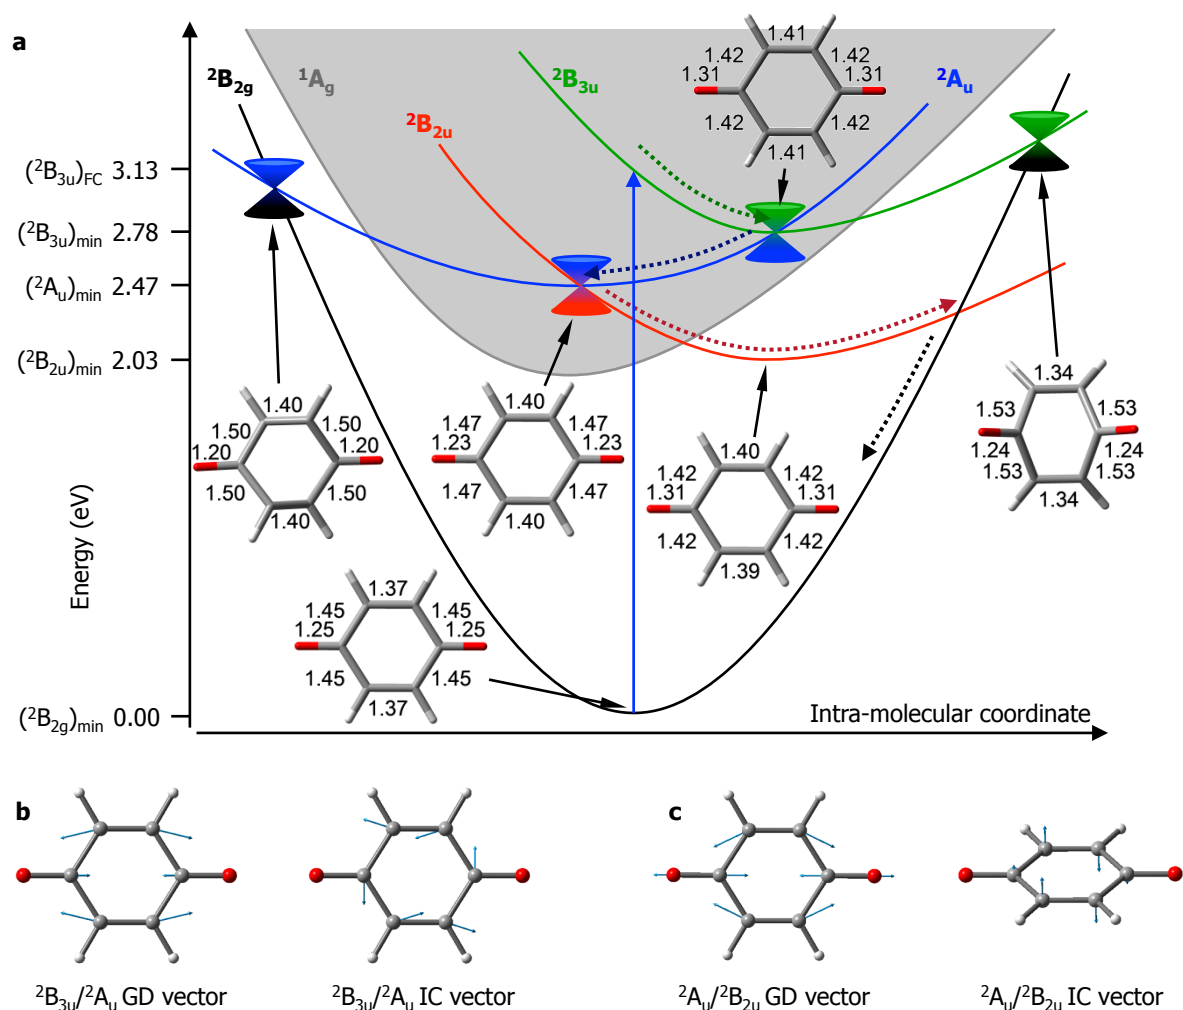 a
²B₂g
¹Ag
²B₂u
²B₃u
²Au
(²B₃u)FC 3.13
(²B₃u)min 2.78
(²Au)min 2.47
(²B₂u)min 2.03
(²B₂g)min 0.00
Energy (eV)
Intra-molecular coordinate
1.41
1.42 1.42
1.31 1.31
1.42 1.42
1.41
1.40
1.50 1.50
1.20 1.20
1.50 1.50
1.40
1.40
1.47 1.47
1.23 1.23
1.47 1.47
1.40
1.40
1.42 1.42
1.31 1.31
1.42 1.42
1.39
1.34
1.53 1.53
1.24 1.24
1.53 1.53
1.34
1.37
1.45 1.45
1.25 1.25
1.45 1.45
1.37
b
²B₃u/²Au GD vector
²B₃u/²Au IC vector
c
²Au/²B₂u GD vector
²Au/²B₂u IC vector